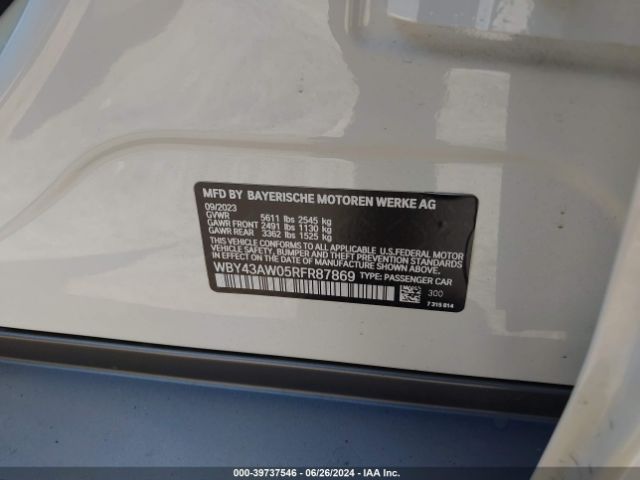 MFD BY BAYERISCHE MOTOREN WERKE AG
09/2023
GVWR 5611 lbs 2545 kg
GAWR FRONT 2491 lbs 1130 kg
GAWR REAR 3362 lbs 1525 kg
THIS VEHICLE CONFORMS TO ALL APPLICABLE U.S.FEDERAL MOTOR
VEHICLE SAFETY, BUMPER, AND THEFT PREVENTION STANDARDS
IN EFFECT ON THE DATE OF MANUFACTURE SHOWN ABOVE.
WBY43AW05RFR87869 TYPE: PASSENGER CAR
300
7 315 814
000-39737546 - 06/26/2024 - IAA Inc.